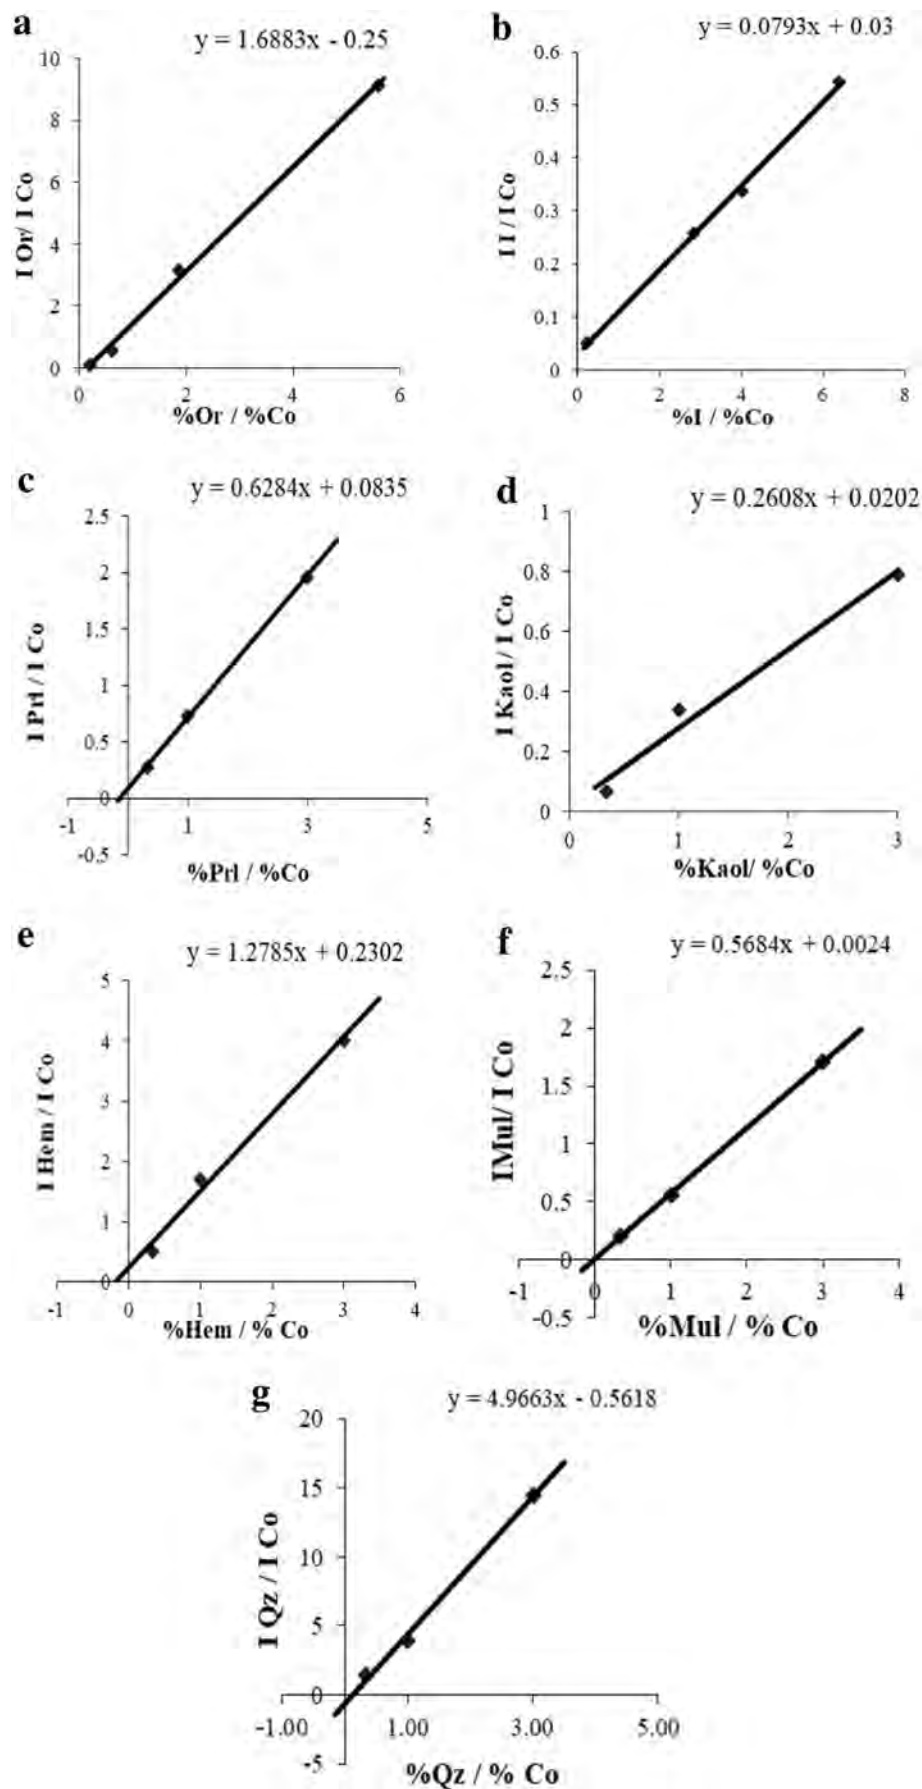 a
y = 1.6883x - 0.25
10
8
6
4
2
0
I Or/ I Co
0 2 4 6
%Or / %Co
b
y = 0.0793x + 0.03
0.6
0.5
0.4
0.3
0.2
0.1
0
I I / I Co
0 2 4 6 8
%I / %Co
c
y = 0.6284x + 0.0835
2.5
2
1.5
1
0.5
0
-0.5
I Prl / I Co
-1 1 3 5
%Prl / %Co
d
y = 0.2608x + 0.0202
1
0.8
0.6
0.4
0.2
0
I Kaol / I Co
0 1 2 3
%Kaol/ %Co
e
y = 1.2785x + 0.2302
5
4
3
2
1
0
I Hem / I Co
-1 0 1 2 3 4
%Hem / % Co
f
y = 0.5684x + 0.0024
2.5
2
1.5
1
0.5
0
-0.5
IMul/ I Co
-1 0 1 2 3 4
%Mul / % Co
g
y = 4.9663x - 0.5618
20
15
10
5
0
-5
I Qz / I Co
-1.00 1.00 3.00 5.00
%Qz / % Co